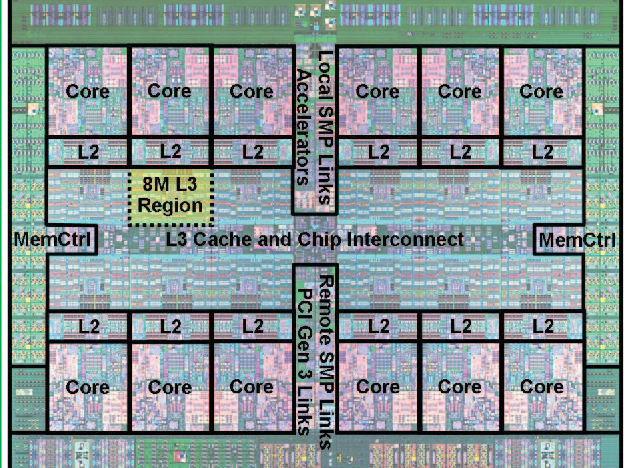 Core Core Core Core Core Core
Local SMP Links
Accelerators
L2 L2 L2 L2 L2 L2
8M L3
Region
MemCtrl L3 Cache and Chip Interconnect MemCtrl
Remote SMP Links
PCI Gen 3 Links
L2 L2 L2 L2 L2 L2
Core Core Core Core Core Core